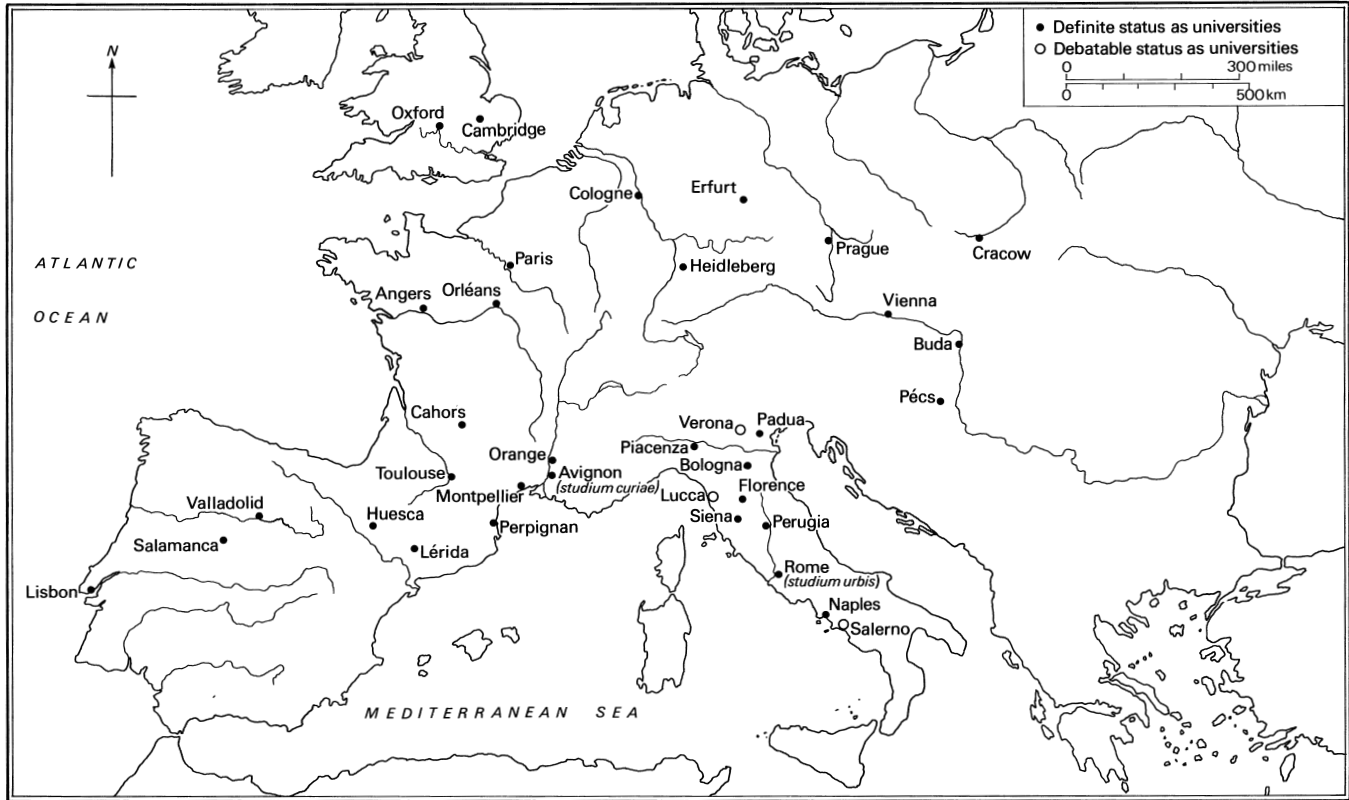 ● Definite status as universities
○ Debatable status as universities
0 300 miles
0 500 km
N
Oxford
Cambridge
Cologne
Erfurt
Prague
Cracow
ATLANTIC
OCEAN
Paris
Heidleberg
Angers
Orléans
Vienna
Buda
Pécs
Cahors
Verona
Padua
Piacenza
Orange
Bologna
Toulouse
Avignon
(studium curiae)
Montpellier
Florence
Lucca
Valladolid
Huesca
Siena
Perugia
Perpignan
Salamanca
Lérida
Rome
(studium urbis)
Lisbon
Naples
Salerno
MEDITERRANEAN SEA